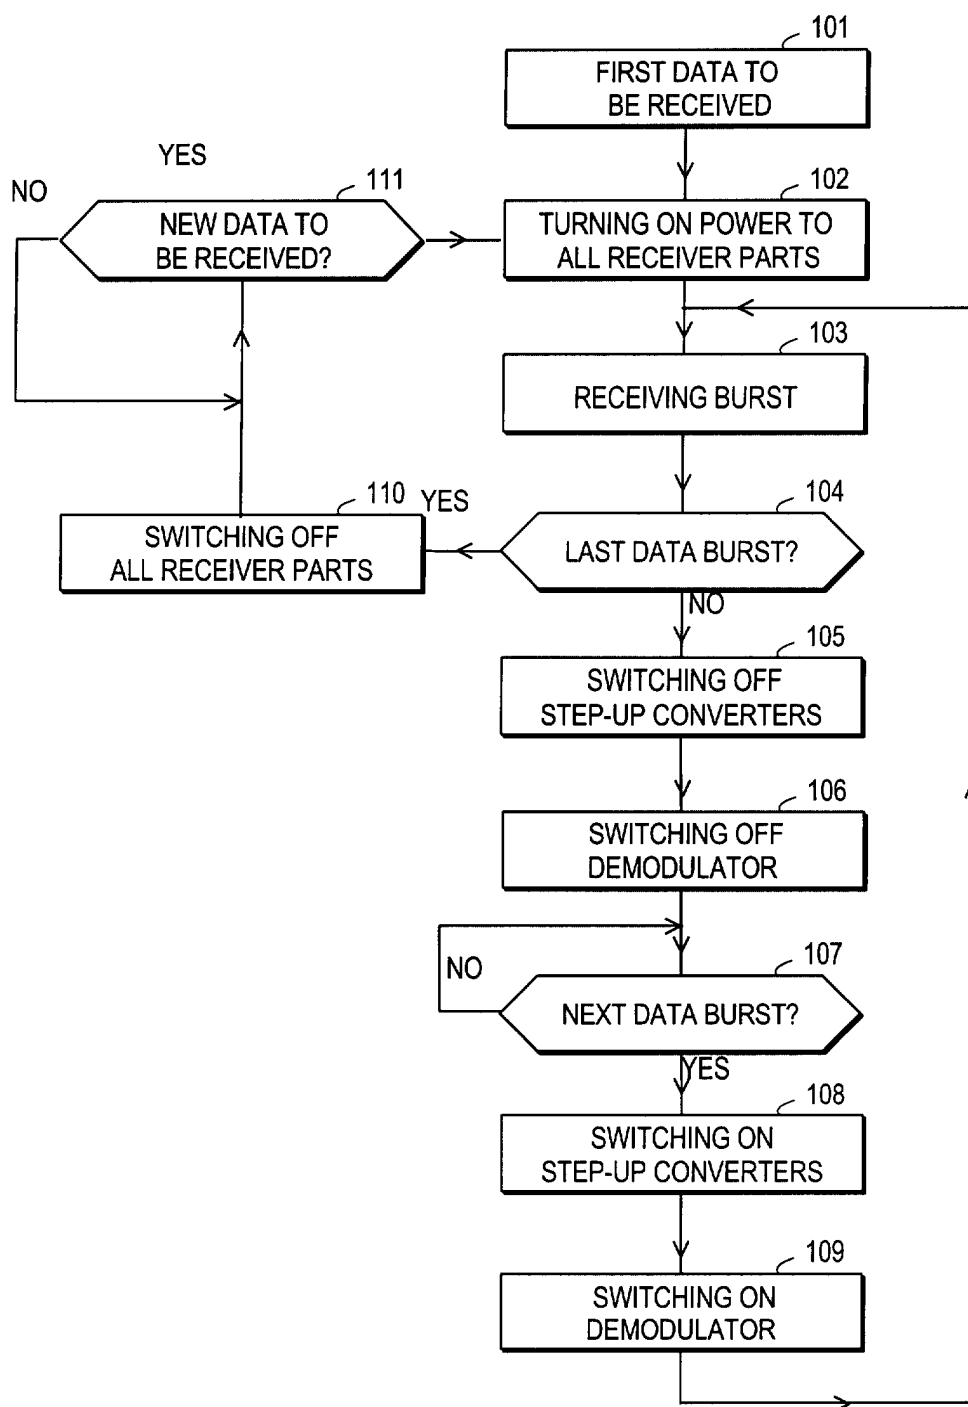 101
FIRST DATA TO
BE RECEIVED
YES
NO
111
NEW DATA TO
BE RECEIVED?
102
TURNING ON POWER TO
ALL RECEIVER PARTS
103
RECEIVING BURST
104
LAST DATA BURST?
YES
110
SWITCHING OFF
ALL RECEIVER PARTS
NO
105
SWITCHING OFF
STEP-UP CONVERTERS
106
SWITCHING OFF
DEMODULATOR
NO
107
NEXT DATA BURST?
YES
108
SWITCHING ON
STEP-UP CONVERTERS
109
SWITCHING ON
DEMODULATOR